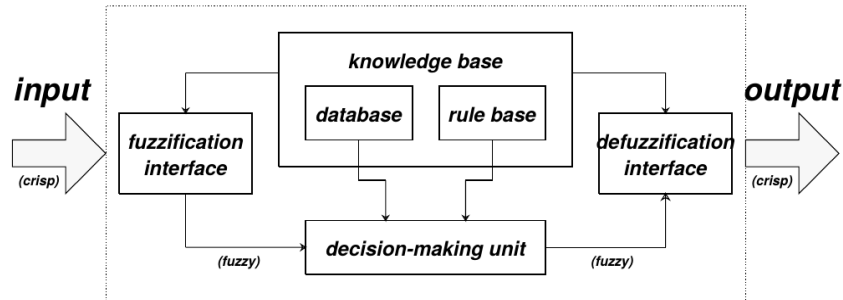 knowledge base
input
output
database
rule base
fuzzification
interface
defuzzification
interface
(crisp)
(crisp)
decision-making unit
(fuzzy)
(fuzzy)